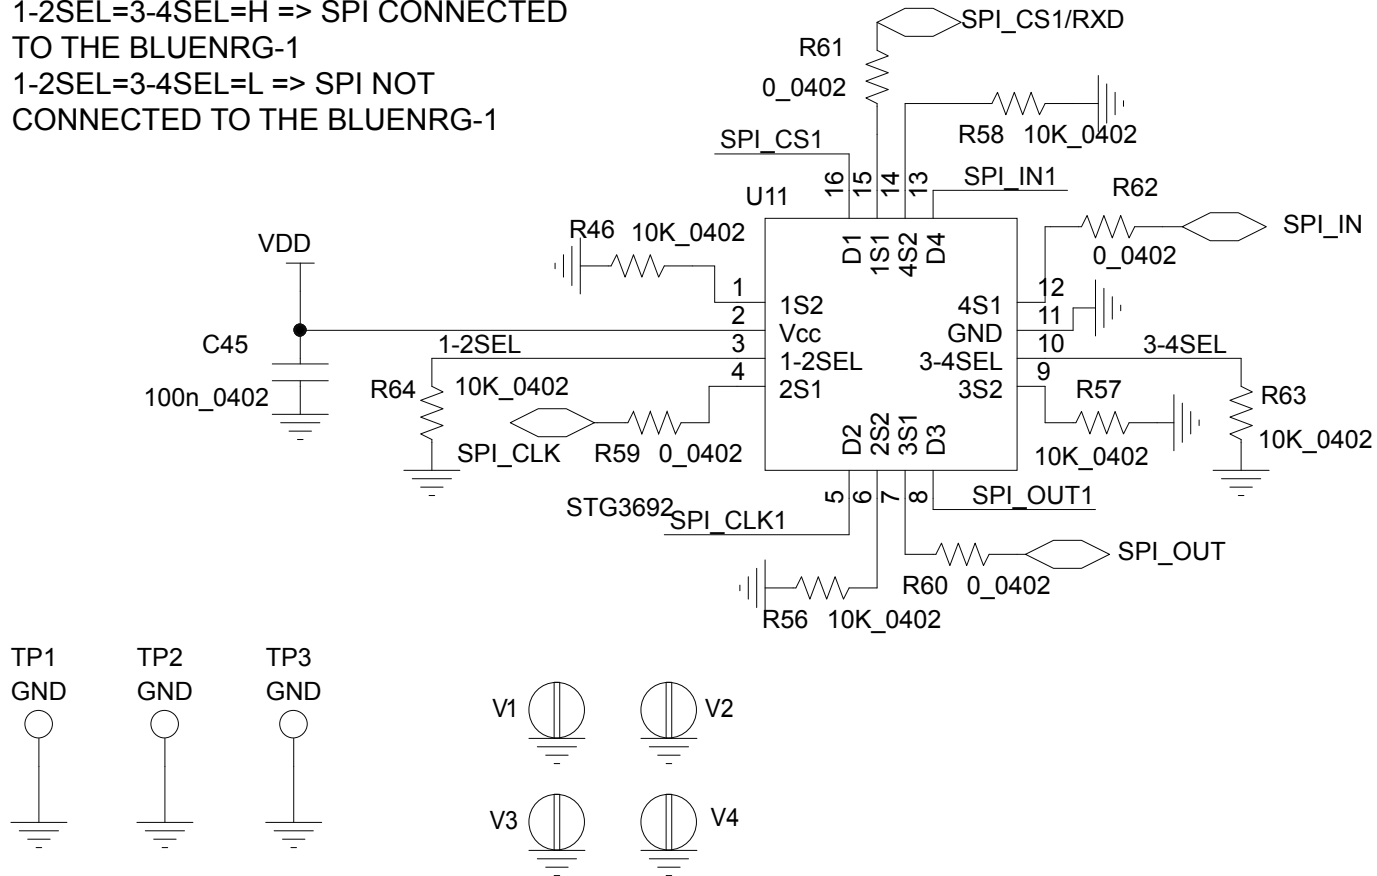 1-2SEL=3-4SEL=H => SPI CONNECTED
TO THE BLUENRG-1
1-2SEL=3-4SEL=L => SPI NOT
CONNECTED TO THE BLUENRG-1
SPI_CS1/RXD
R61
0_0402
R58 10K_0402
SPI_CS1
16
15
14
13
SPI_IN1
R62
U11
SPI_IN
0_0402
R46 10K_0402
VDD
D1
1S1
4S2
D4
1
1S2
4S1
12
2
Vcc
GND
11
C45
1-2SEL
3
1-2SEL
3-4SEL
10
3-4SEL
100n_0402
R64 10K_0402
4
2S1
3S2
9
R57
R63
SPI_CLK
R59 0_0402
D2
2S2
3S1
D3
10K_0402
10K_0402
STG3692
SPI_CLK1
5
6
7
8
SPI_OUT1
SPI_OUT
R60 0_0402
R56 10K_0402
TP1 TP2 TP3
GND GND GND
V1 V2
V3 V4